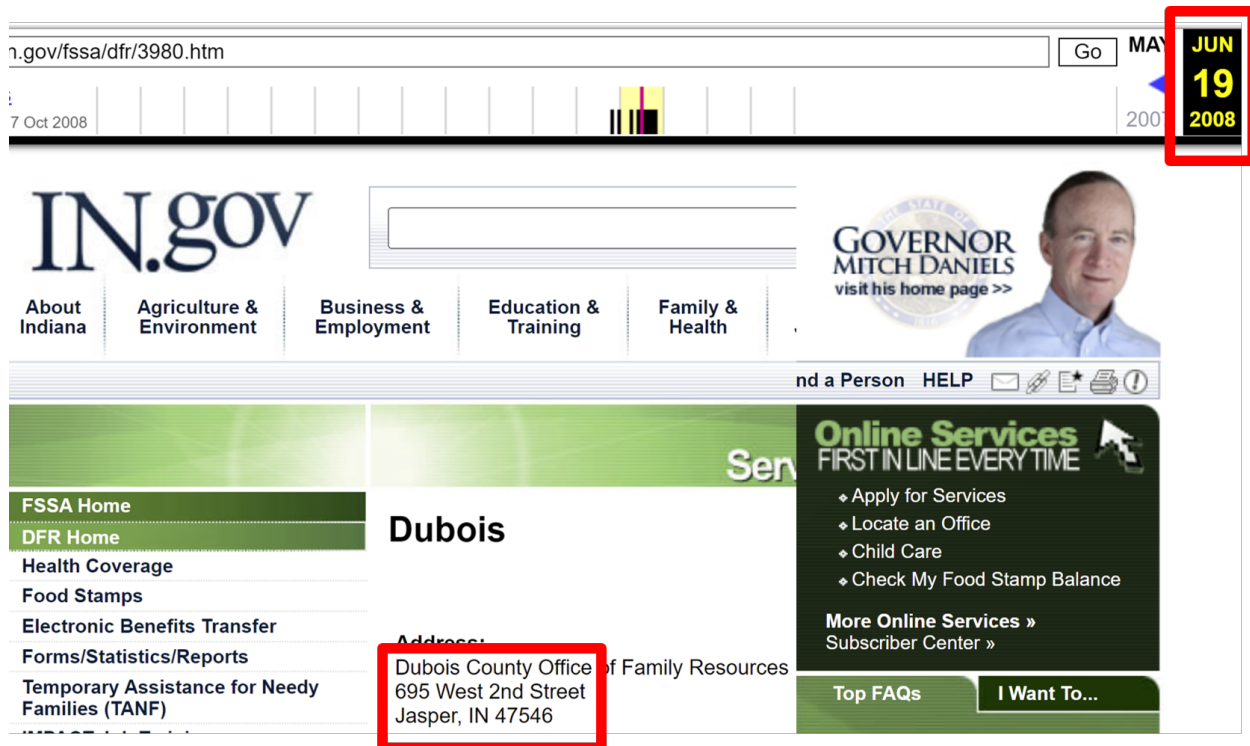 n.gov/fssa/dfr/3980.htm
Go
MAY
JUN
19
2008
7 Oct 2008
2007
IN.gov
GOVERNOR
MITCH DANIELS
visit his home page >>
About
Indiana
Agriculture &
Environment
Business &
Employment
Education &
Training
Family &
Health
nd a Person HELP
Serv
Online Services
FIRST IN LINE EVERY TIME
Apply for Services
Locate an Office
Child Care
Check My Food Stamp Balance
More Online Services »
Subscriber Center »
Top FAQs
I Want To...
FSSA Home
DFR Home
Health Coverage
Food Stamps
Electronic Benefits Transfer
Forms/Statistics/Reports
Temporary Assistance for Needy
Families (TANF)
Dubois
Address:
Dubois County Office of Family Resources
695 West 2nd Street
Jasper, IN 47546